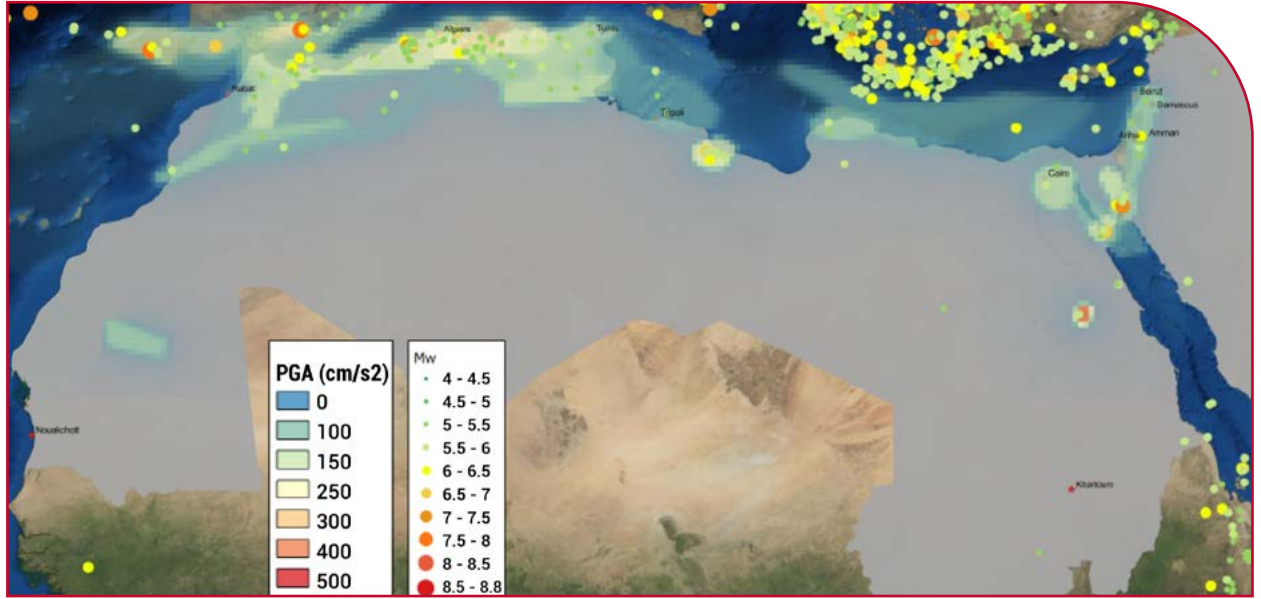 Algiers
Tunis
Rabat
Beirut
Damascus
Tripoli
Amman
Cairo
PGA (cm/s2)
0
100
150
250
300
400
500
Mw
4 - 4.5
4.5 - 5
5 - 5.5
5.5 - 6
6 - 6.5
6.5 - 7
7 - 7.5
7.5 - 8
8 - 8.5
8.5 - 8.8
Nouakchott
Khartoum